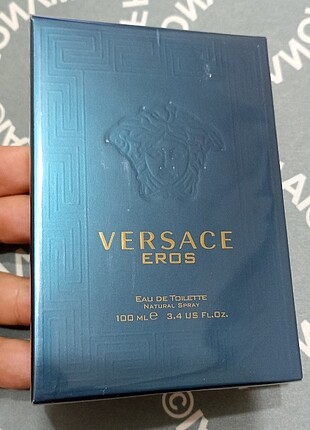 VERSACE
EROS
EAU DE TOILETTE
NATURAL SPRAY
100 ML ℮ 3.4 US FL.OZ.